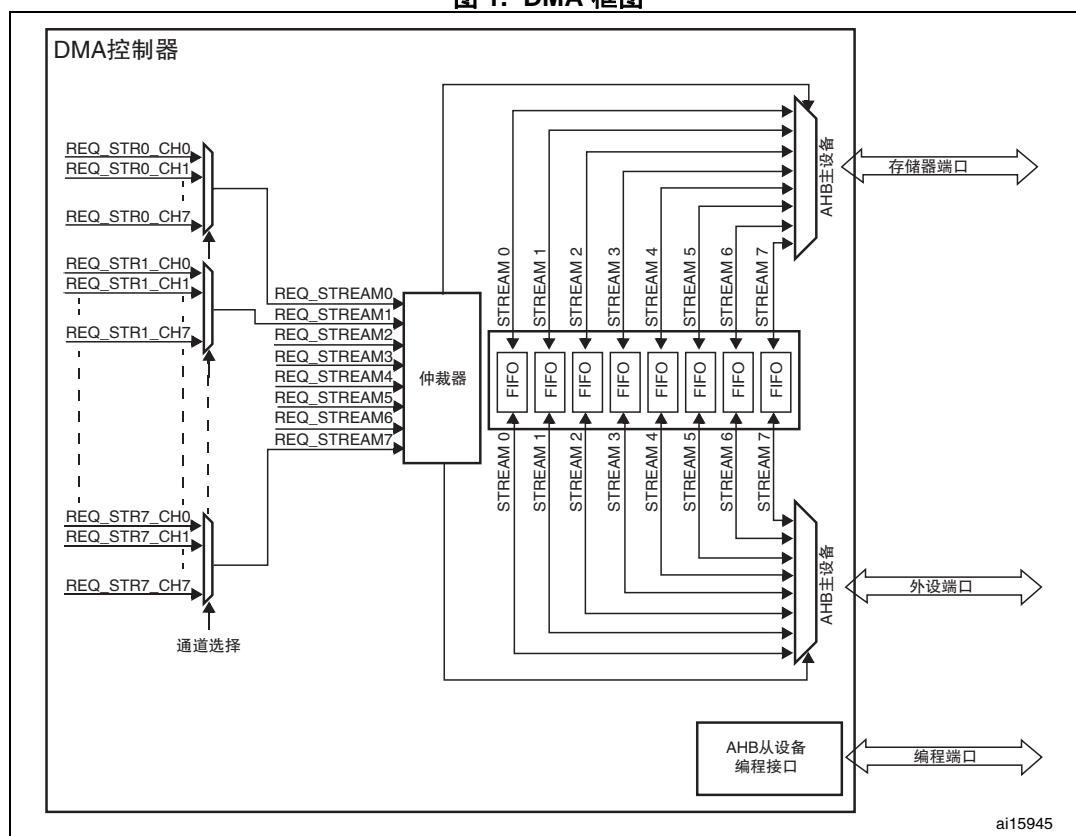 图 1. DMA 框图
DMA控制器
REQ_STR0_CH0
REQ_STR0_CH1
REQ_STR0_CH7
REQ_STR1_CH0
REQ_STR1_CH1
REQ_STR1_CH7
REQ_STR7_CH0
REQ_STR7_CH1
REQ_STR7_CH7
通道选择
REQ_STREAM0
REQ_STREAM1
REQ_STREAM2
REQ_STREAM3
REQ_STREAM4
REQ_STREAM5
REQ_STREAM6
REQ_STREAM7
仲裁器
STREAM 0
STREAM 1
STREAM 2
STREAM 3
STREAM 4
STREAM 5
STREAM 6
STREAM 7
FIFO
FIFO
FIFO
FIFO
FIFO
FIFO
FIFO
FIFO
STREAM 0
STREAM 1
STREAM 2
STREAM 3
STREAM 4
STREAM 5
STREAM 6
STREAM 7
AHB主设备
存储器端口
AHB主设备
外设端口
AHB从设备
编程接口
编程端口
ai15945